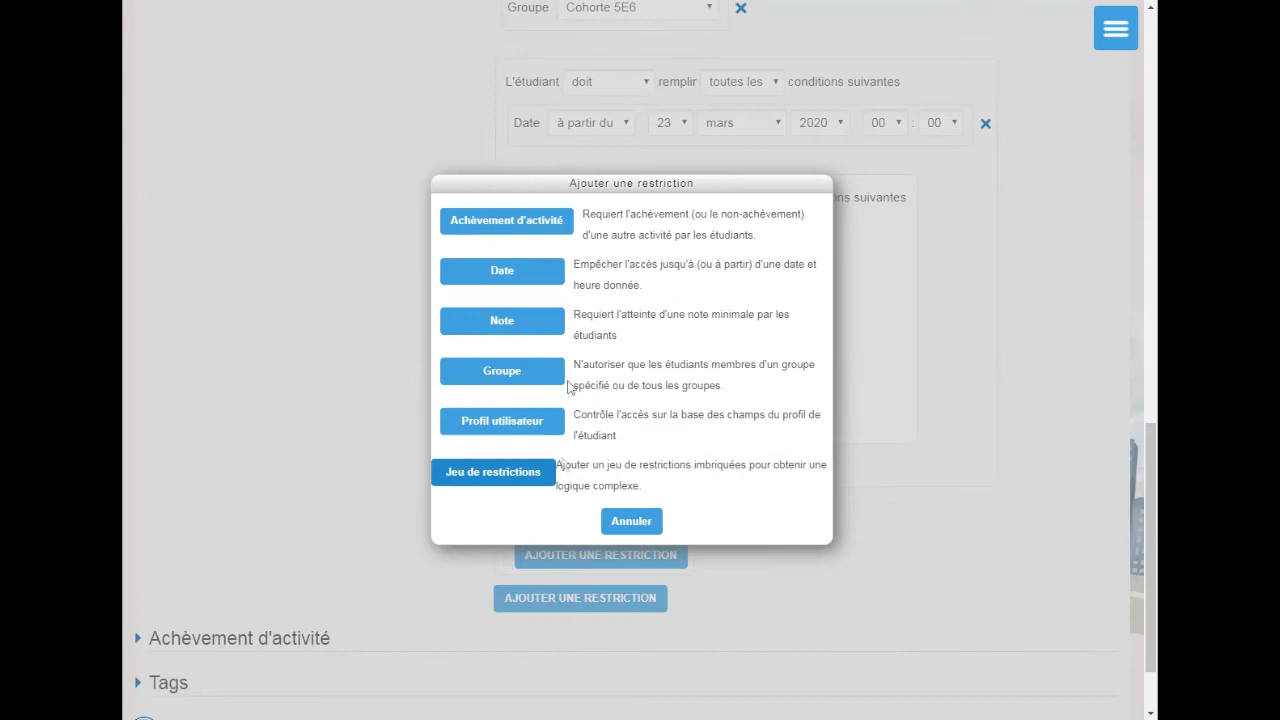 Groupe Cohorte 5E6
L'étudiant doit remplir toutes les conditions suivantes
Date à partir du 23 mars 2020 00 : 00
Ajouter une restriction
ns suivantes
Achèvement d'activité Requiert l'achèvement (ou le non-achèvement)
d'une autre activité par les étudiants.
Date Empêcher l'accès jusqu'à (ou à partir) d'une date et
heure donnée.
Note Requiert l'atteinte d'une note minimale par les
étudiants
Groupe N'autoriser que les étudiants membres d'un groupe
spécifié ou de tous les groupes.
Profil utilisateur Contrôle l'accès sur la base des champs du profil de
l'étudiant
Jeu de restrictions Ajouter un jeu de restrictions imbriquées pour obtenir une
logique complexe.
Annuler
AJOUTER UNE RESTRICTION
AJOUTER UNE RESTRICTION
Achèvement d'activité
Tags